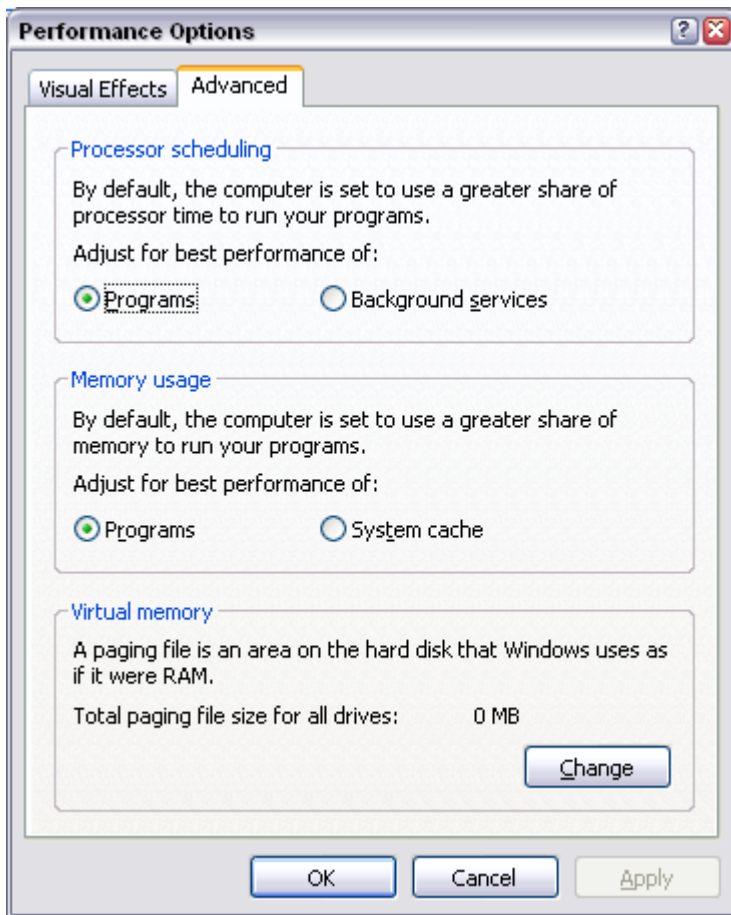 Performance Options
Visual Effects
Advanced
Processor scheduling
By default, the computer is set to use a greater share of
processor time to run your programs.
Adjust for best performance of:
Programs
Background services
Memory usage
By default, the computer is set to use a greater share of
memory to run your programs.
Adjust for best performance of:
Programs
System cache
Virtual memory
A paging file is an area on the hard disk that Windows uses as
if it were RAM.
Total paging file size for all drives: 0 MB
Change
OK
Cancel
Apply